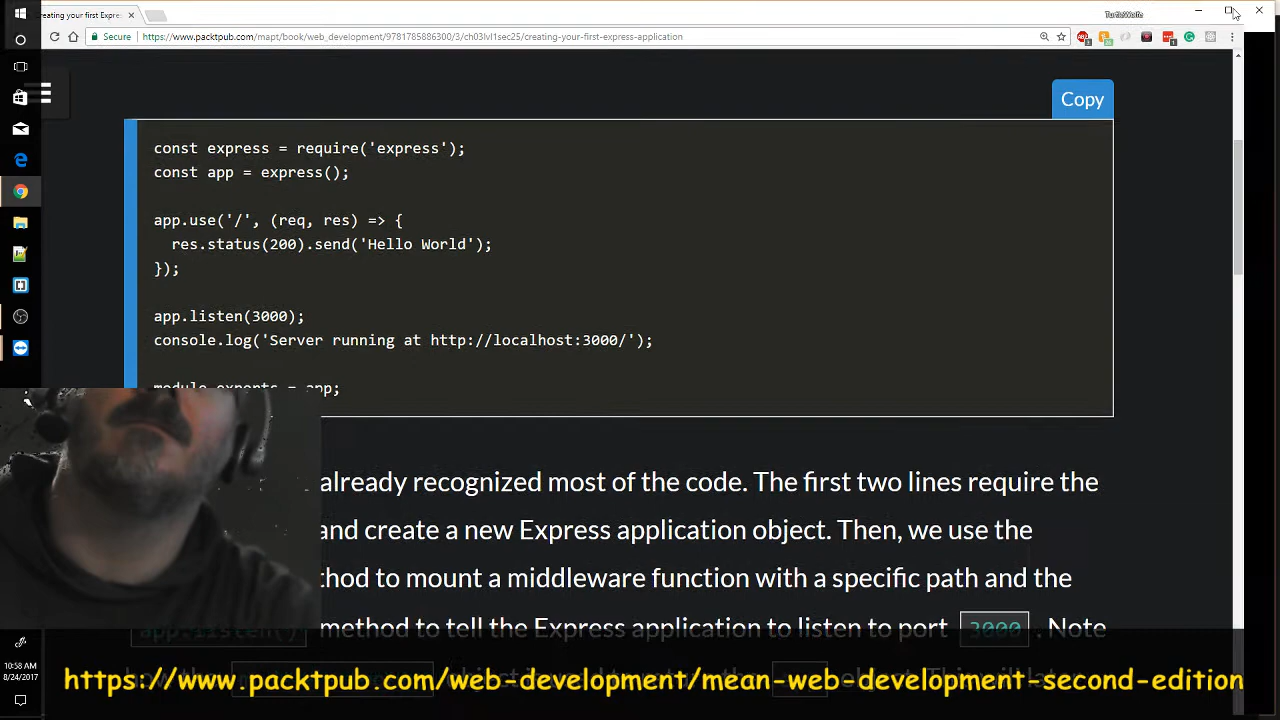 Creating your first Expre
TurtleWolfe
Secure
https://www.packtpub.com/mapt/book/web_development/9781785886300/3/ch03lvl1sec25/creating-your-first-express-application
Copy
const express = require('express');
const app = express();
app.use('/', (req, res) => {
res.status(200).send('Hello World');
});
app.listen(3000);
console.log('Server running at http://localhost:3000/');
module.exports = app;
already recognized most of the code. The first two lines require the
and create a new Express application object. Then, we use the
thod to mount a middleware function with a specific path and the
app.listen() method to tell the Express application to listen to port 3000 . Note
10:58 AM
8/24/2017
https://www.packtpub.com/web-development/mean-web-development-second-edition